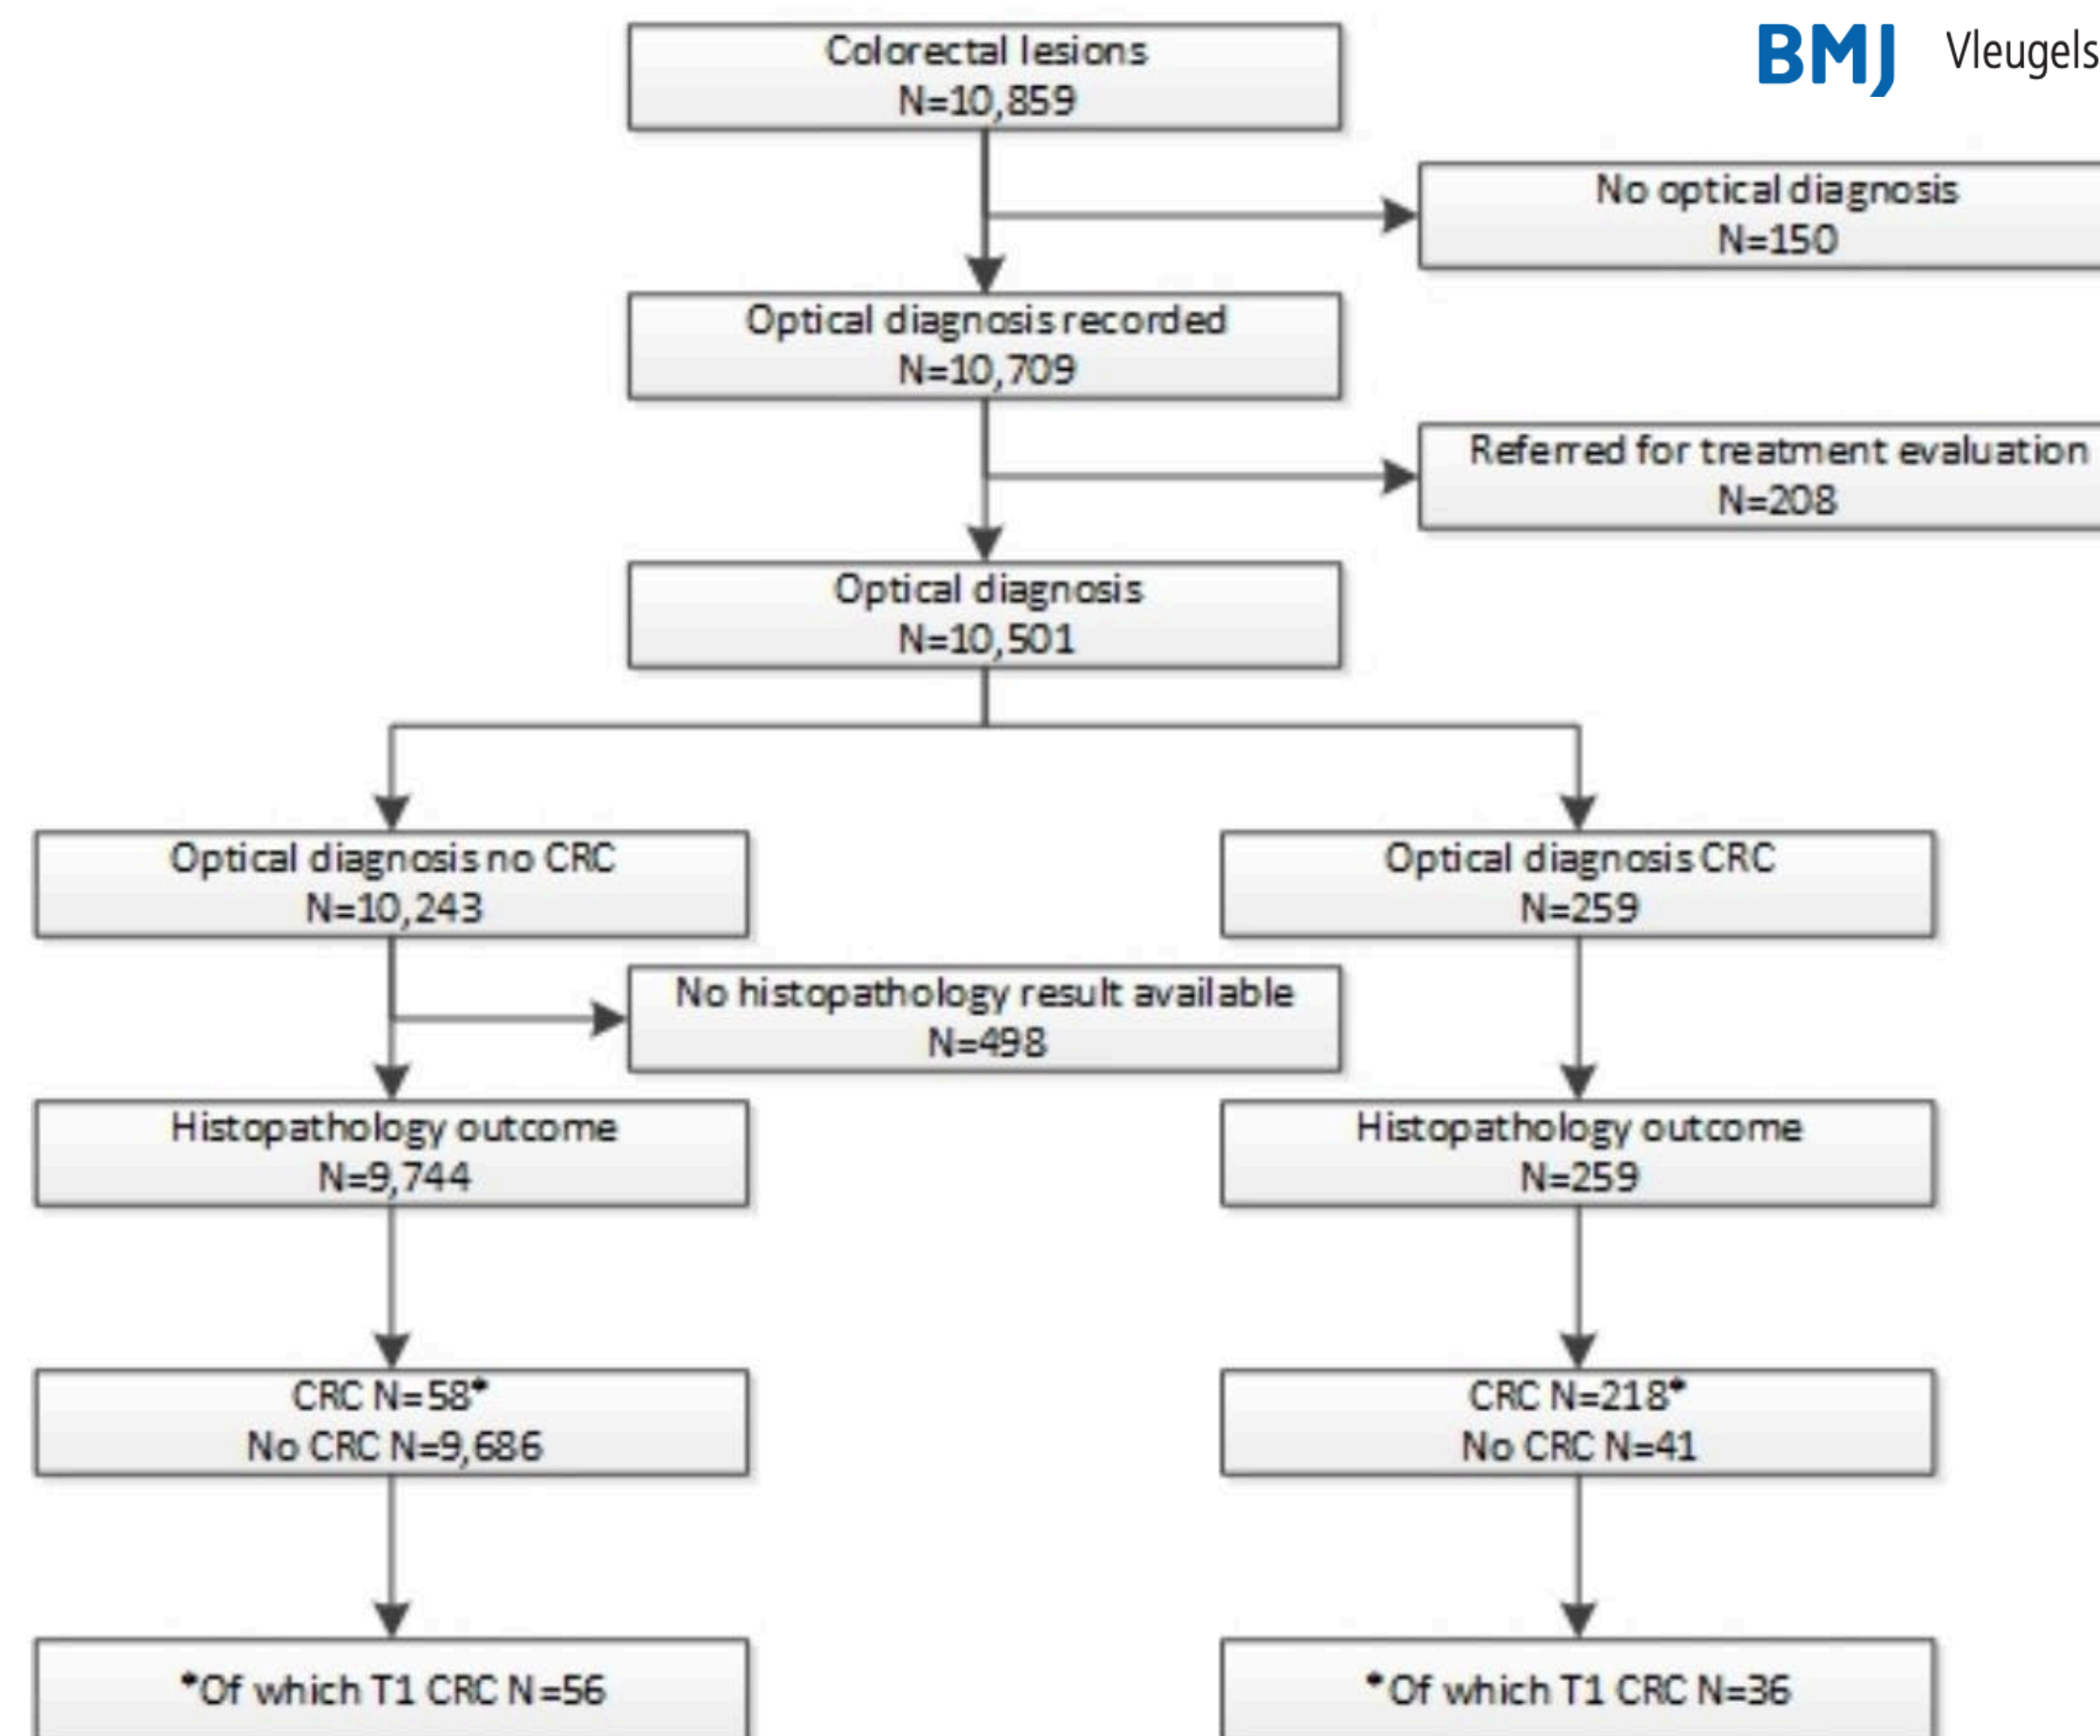 BMJ Vleugels
Colorectal lesions
N=10,859
No optical diagnosis
N=150
Optical diagnosis recorded
N=10,709
Referred for treatment evaluation
N=208
Optical diagnosis
N=10,501
Optical diagnosis no CRC
N=10,243
Optical diagnosis CRC
N=259
No histopathology result available
N=498
Histopathology outcome
N=9,744
Histopathology outcome
N=259
CRC N=58*
No CRC N=9,686
CRC N=218*
No CRC N=41
*Of which T1 CRC N=56
*Of which T1 CRC N=36